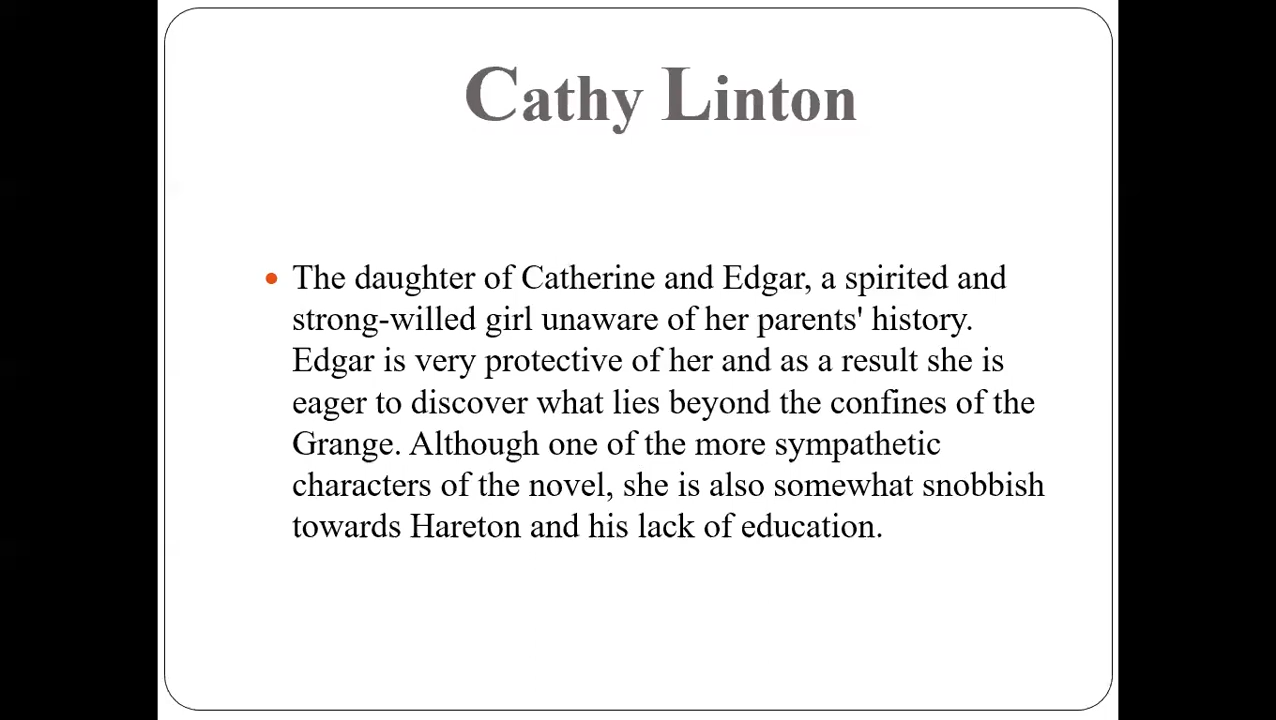 Cathy Linton
The daughter of Catherine and Edgar, a spirited and
strong-willed girl unaware of her parents' history.
Edgar is very protective of her and as a result she is
eager to discover what lies beyond the confines of the
Grange. Although one of the more sympathetic
characters of the novel, she is also somewhat snobbish
towards Hareton and his lack of education.